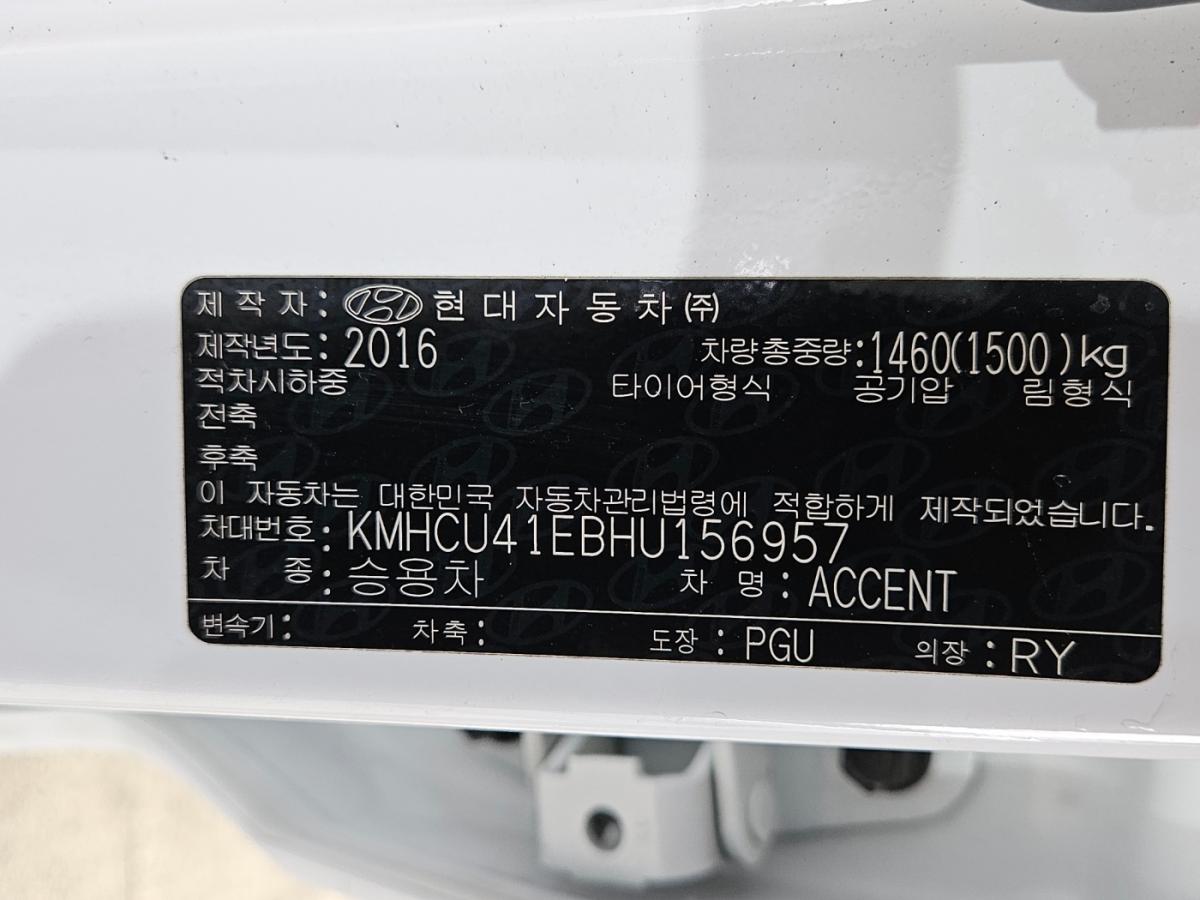 제 작 자 : 현 대 자 동 차 ㈜
제작년도 : 2016 차량총중량 : 1460(1500)kg
적차시하중 타이어형식 공기압 림형식
전축
후축
이 자동차는 대한민국 자동차관리법령에 적합하게 제작되었습니다.
차대번호 : KMHCU41EBHU156957
차 종 : 승용차 차 명 : ACCENT
변속기 : 차축 : 도장 : PGU 의장 : RY